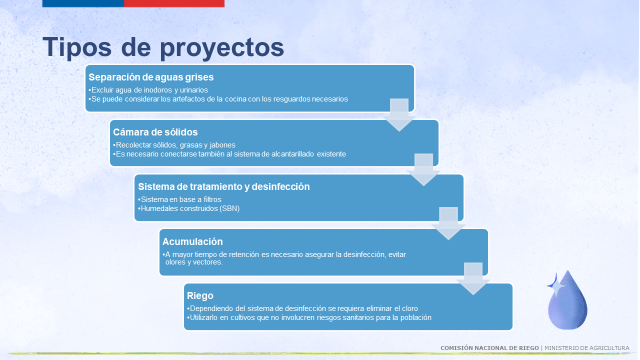 Tipos de proyectos
Separación de aguas grises
•Excluir agua de inodoros y urinarios
•Se puede considerar los artefactos de la cocina con los resguardos necesarios
Cámara de sólidos
•Recolectar sólidos, grasas y jabones
•Es necesario conectarse también al sistema de alcantarillado existente
Sistema de tratamiento y desinfección
•Sistema en base a filtros
•Humedales construidos (SBN)
Acumulación
•A mayor tiempo de retención es necesario asegurar la desinfección, evitar
olores y vectores.
Riego
•Dependiendo del sistema de desinfección se requiera eliminar el cloro
•Utilizarlo en cultivos que no involucren riesgos sanitarios para la población
COMISIÓN NACIONAL DE RIEGO | MINISTERIO DE AGRICULTURA